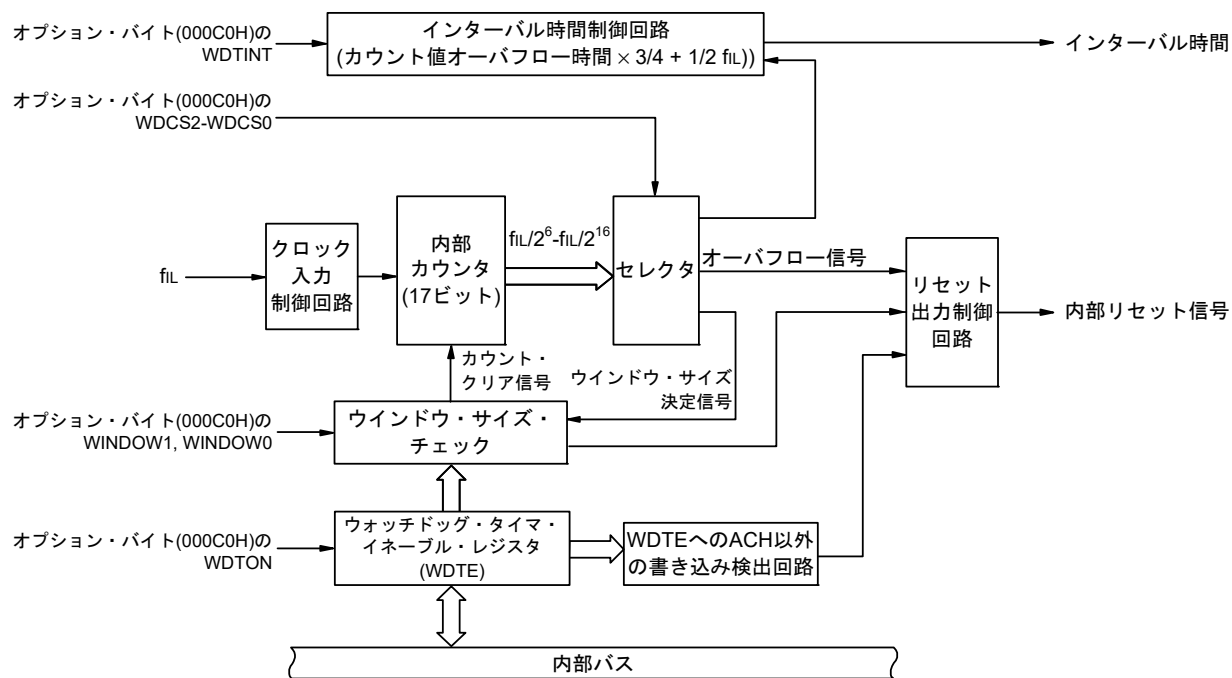 オプション・バイト(000C0H)の
WDTINT
インターバル時間制御回路
(カウント値オーバフロー時間 × 3/4 + 1/2 fIL))
インターバル時間
オプション・バイト(000C0H)の
WDCS2-WDCS0
fIL
クロック
入力
制御回路
内部
カウンタ
(17ビット)
fIL/2^6-fIL/2^16
セレクタ
オーバフロー信号
リセット
出力制御
回路
内部リセット信号
カウント・
クリア信号
ウインドウ・サイズ
決定信号
オプション・バイト(000C0H)の
WINDOW1, WINDOW0
ウインドウ・サイズ・
チェック
オプション・バイト(000C0H)の
WDTON
ウォッチドッグ・タイマ・
イネーブル・レジスタ
(WDTE)
WDTEへのACH以外
の書き込み検出回路
内部バス